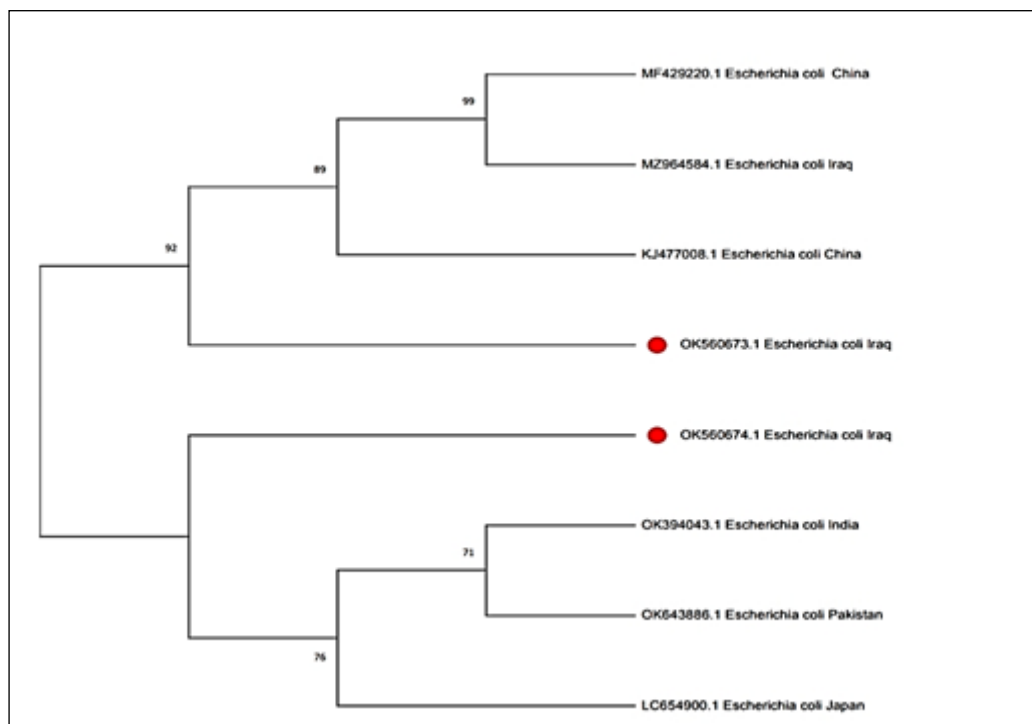 MF429220.1 Escherichia coli China
99
MZ964584.1 Escherichia coli Iraq
89
KJ477008.1 Escherichia coli China
92
OK560673.1 Escherichia coli Iraq
OK560674.1 Escherichia coli Iraq
OK394043.1 Escherichia coli India
71
OK643886.1 Escherichia coli Pakistan
76
LC654900.1 Escherichia coli Japan